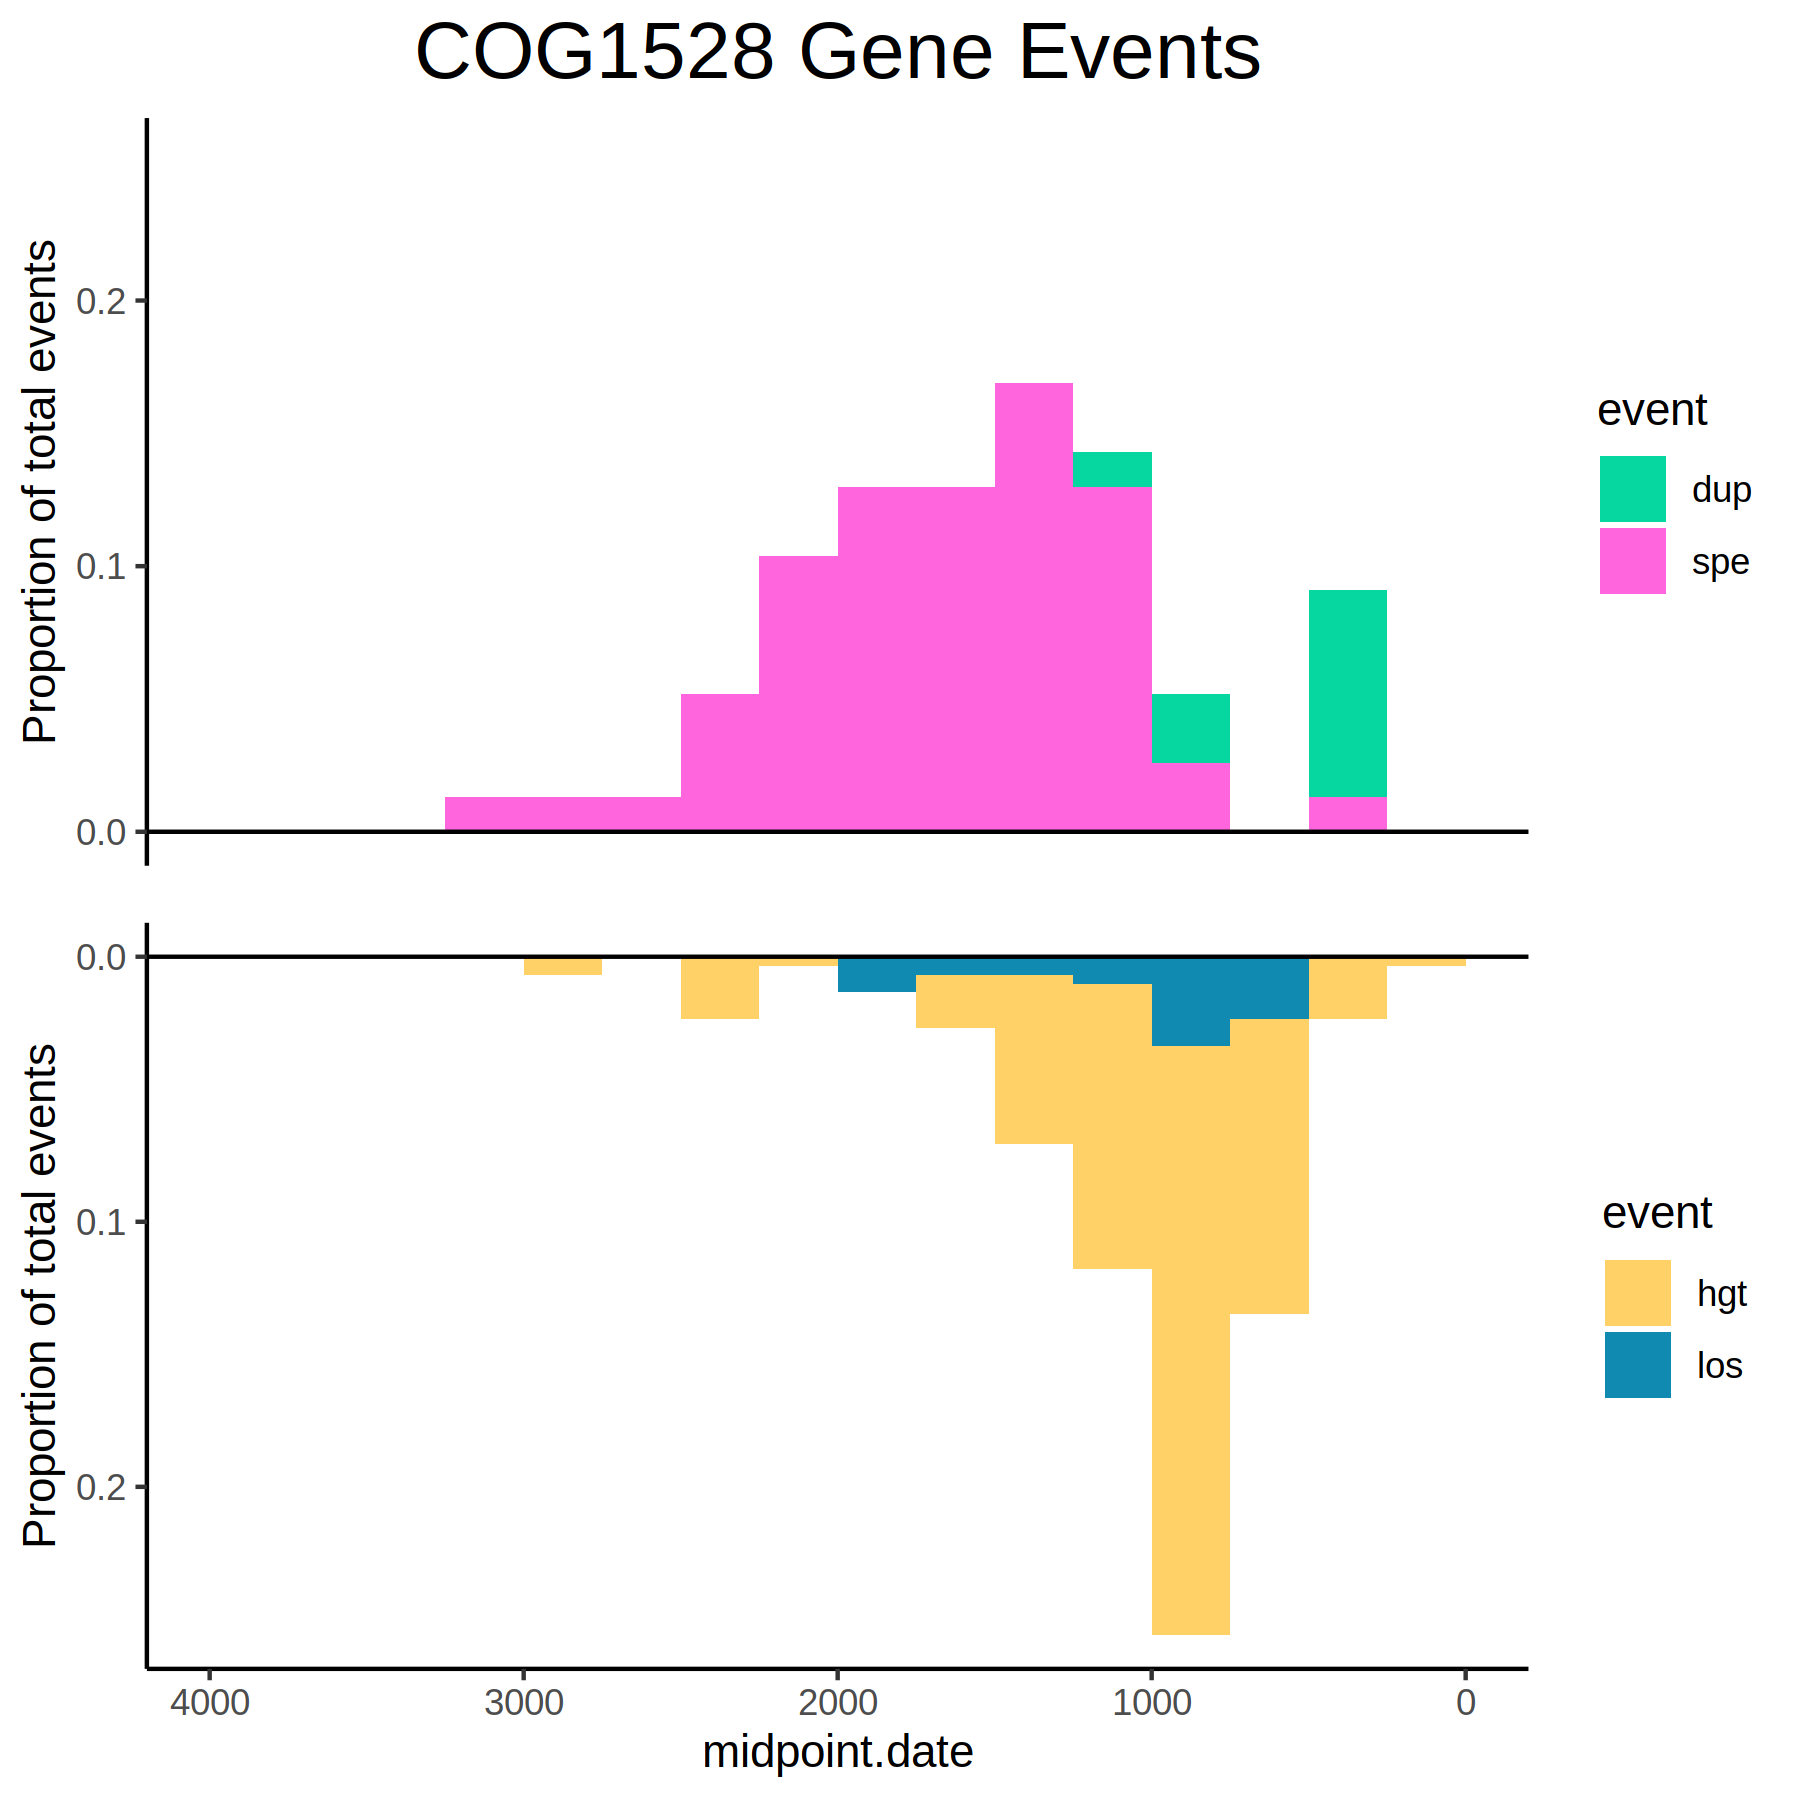 COG1528 Gene Events
Proportion of total events
0.2
0.1
0.0
event
dup
spe
Proportion of total events
0.0
0.1
0.2
event
hgt
los
4000 3000 2000 1000 0
midpoint.date